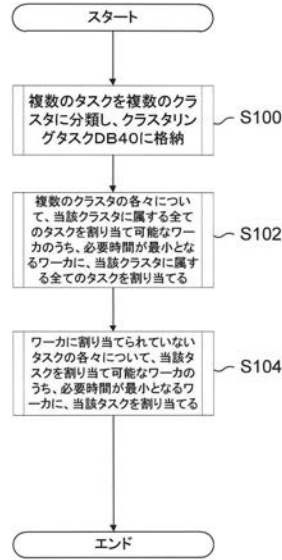 スタート
複数のタスクを複数のクラ
スタに分類し、クラスタリン
グタスクDB40に格納
S100
複数のクラスタの各々につい
て、当該クラスタに属する全て
のタスクを割り当て可能なワー
カのうち、必要時間が最小とな
るワーカに、当該クラスタに属す
る全てのタスクを割り当てる
S102
ワーカに割り当てられていない
タスクの各々について、当該タ
スクを割り当て可能なワーカの
うち、必要時間が最小となるワ
ーカに、当該タスクを割り当てる
S104
エンド